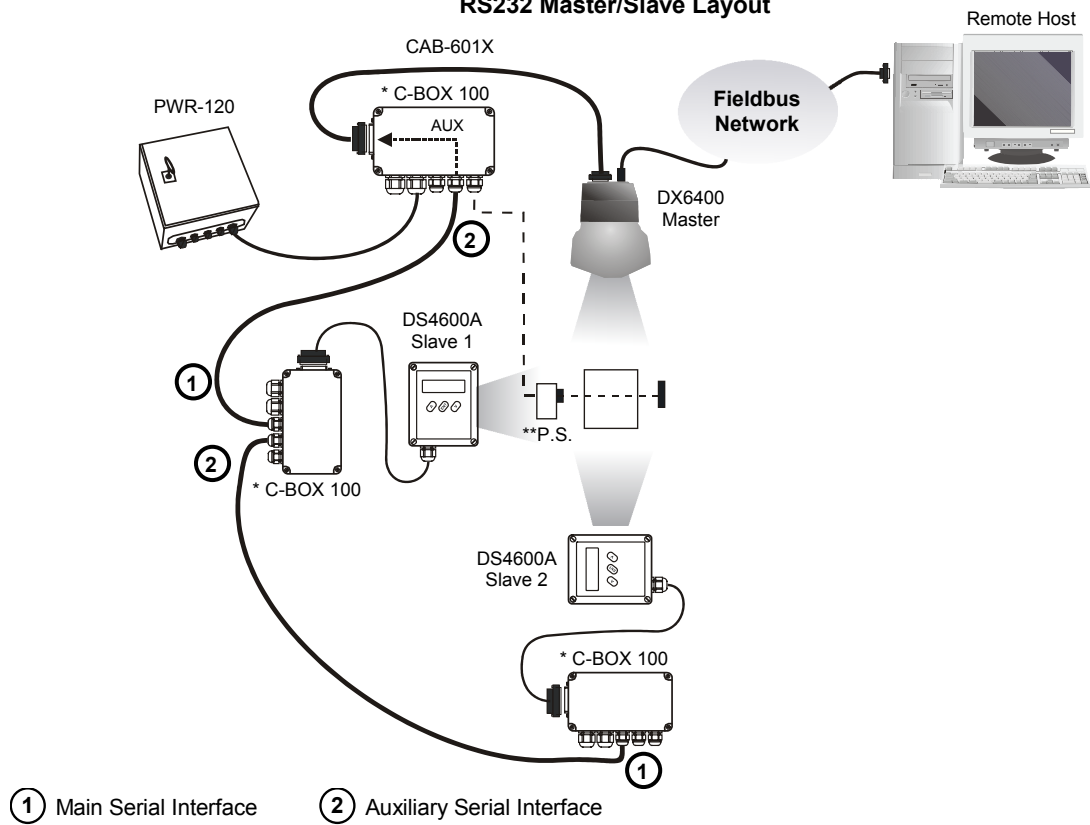 RS232 Master/Slave Layout
Remote Host
CAB-601X
* C-BOX 100
PWR-120
AUX
Fieldbus
Network
DX6400
Master
2
DS4600A
Slave 1
1
**P.S.
2
* C-BOX 100
DS4600A
Slave 2
* C-BOX 100
1
1 Main Serial Interface
2 Auxiliary Serial Interface